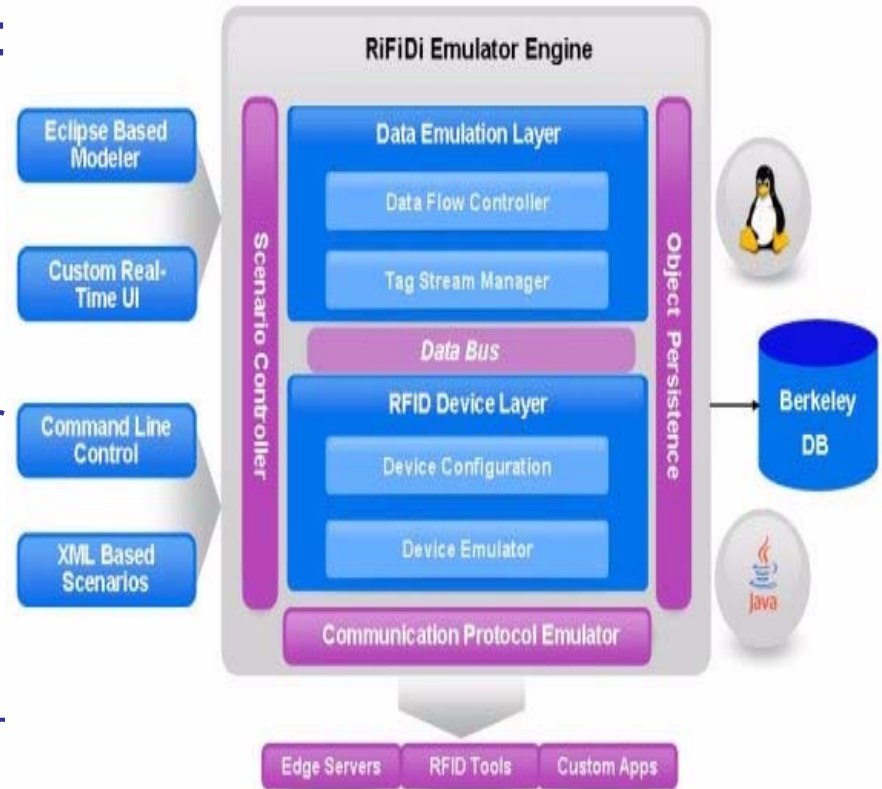 RiFiDi Emulator Engine
Eclipse Based
Modeler
Custom Real-
Time UI
Command Line
Control
XML Based
Scenarios
Scenario Controller
Data Emulation Layer
Data Flow Controller
Tag Stream Manager
Data Bus
RFID Device Layer
Device Configuration
Device Emulator
Object Persistence
Communication Protocol Emulator
Berkeley
DB
Java
Edge Servers
RFID Tools
Custom Apps